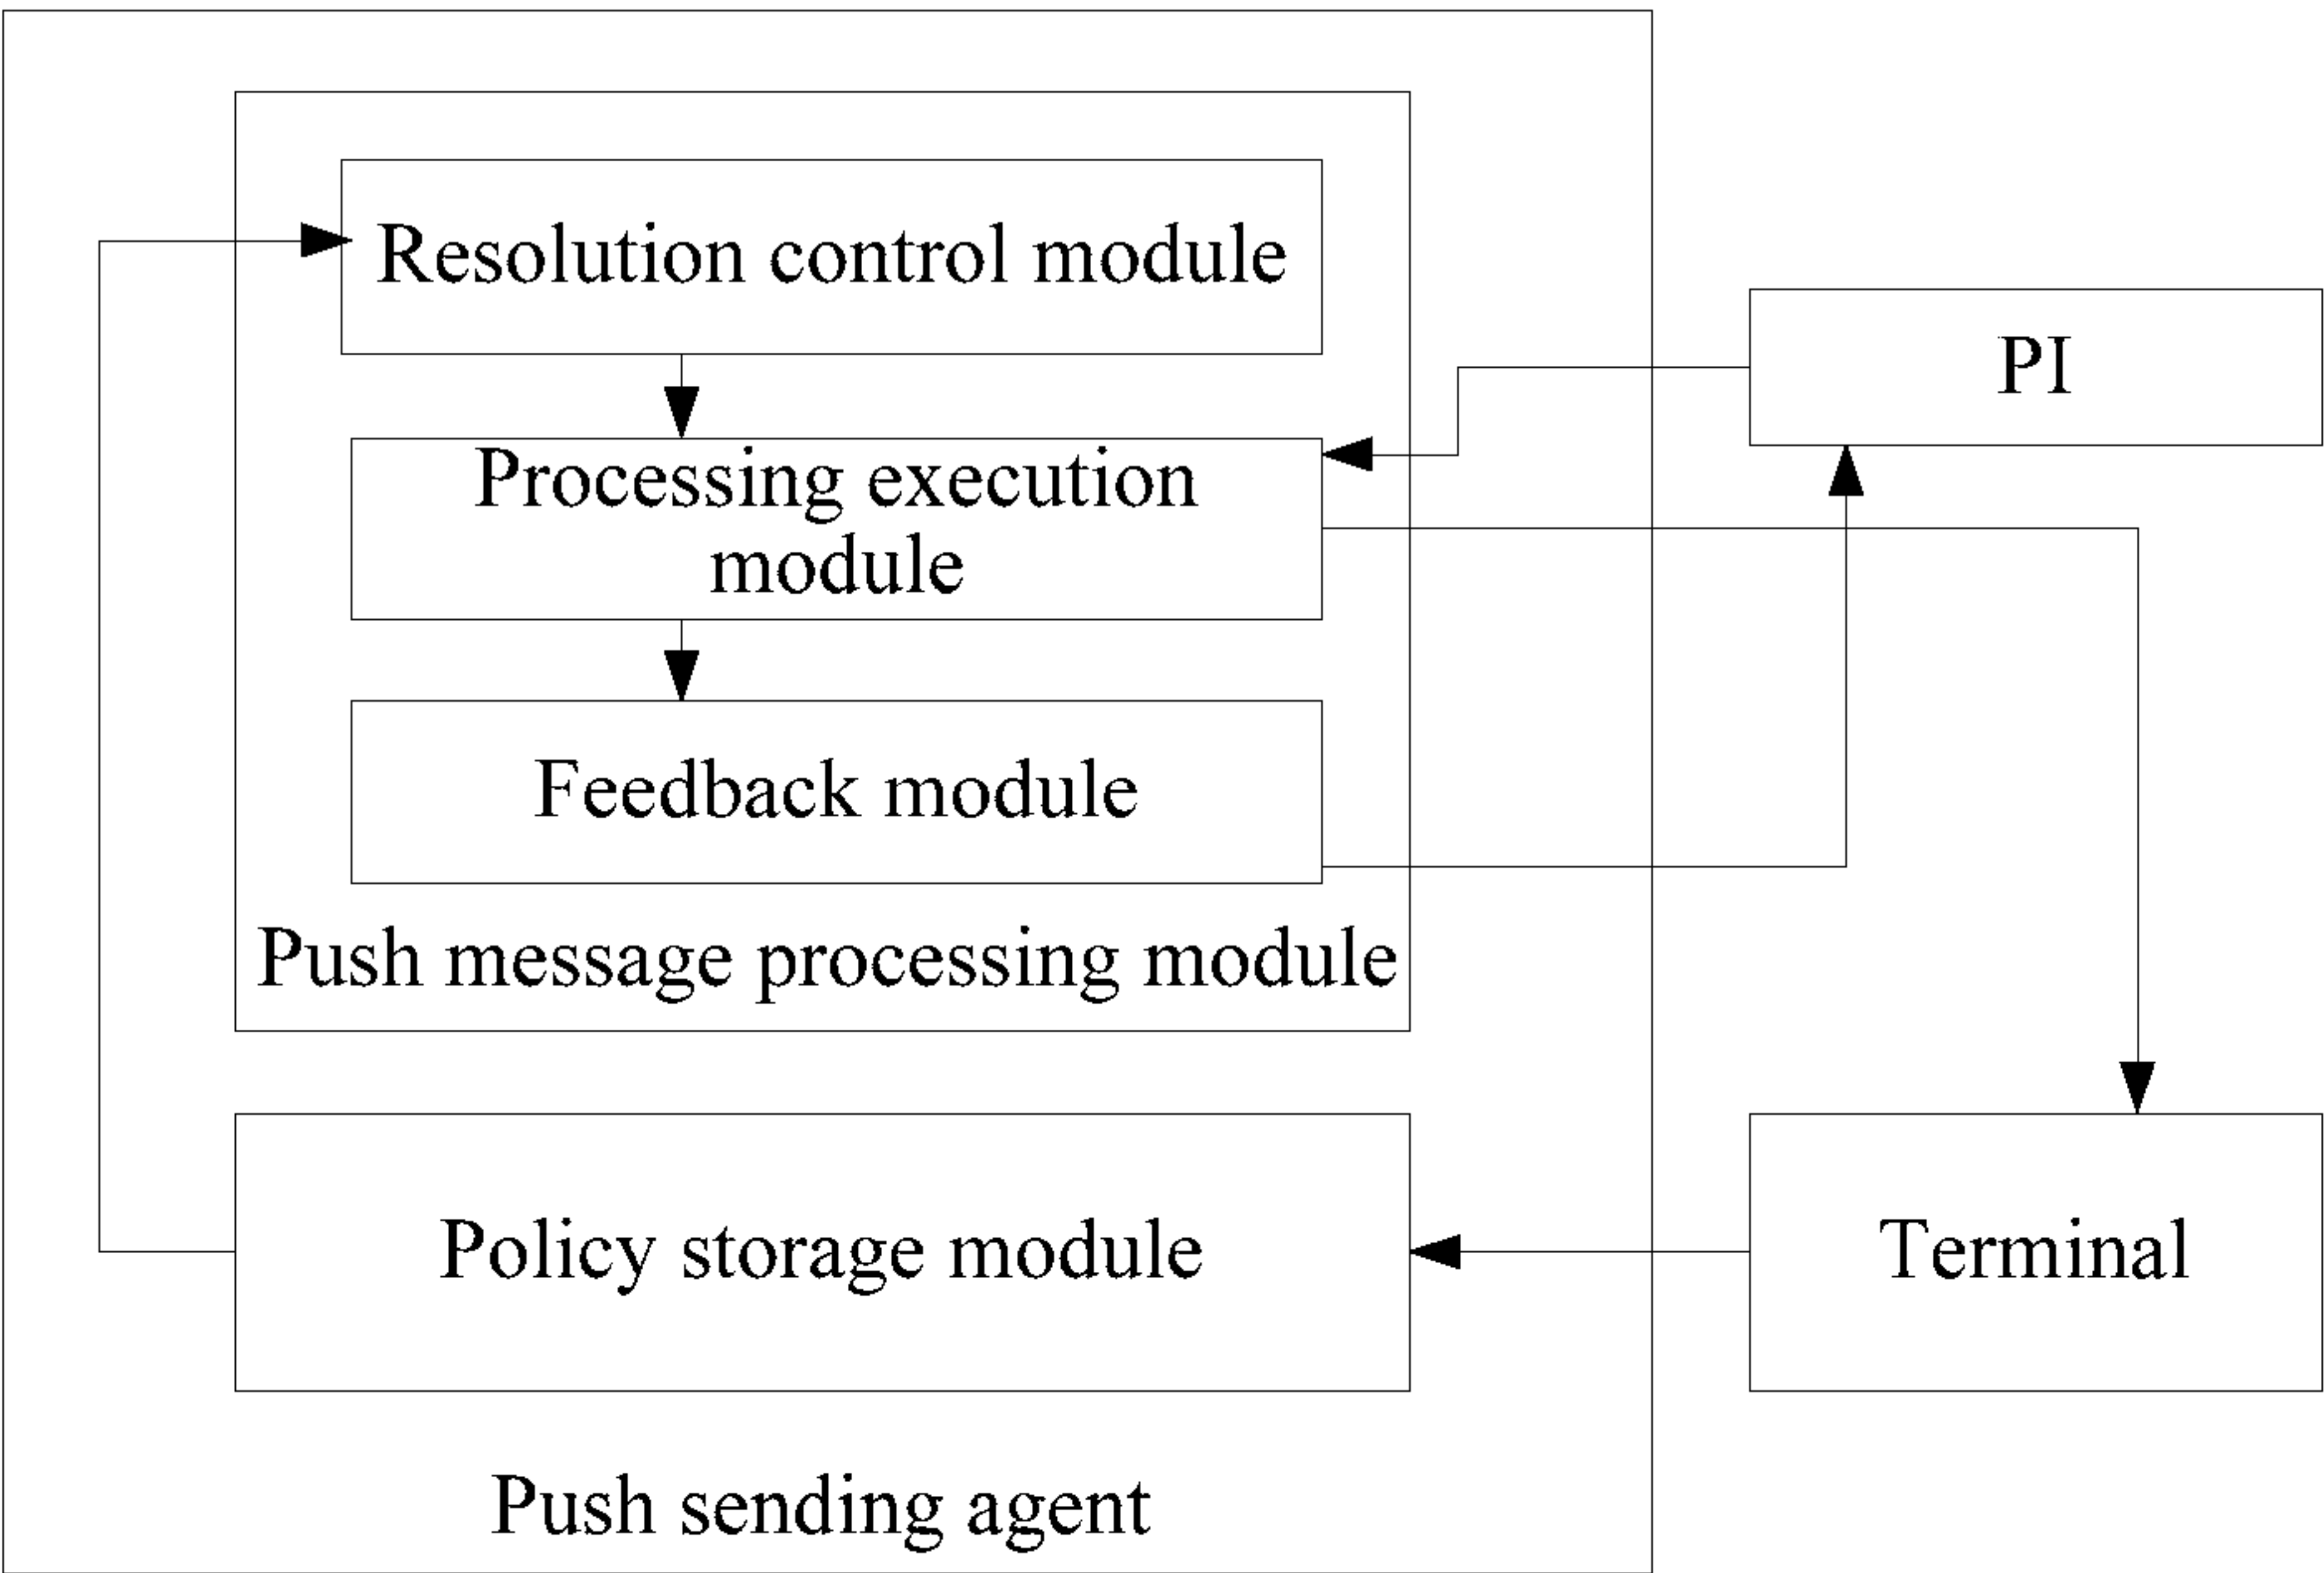 Resolution control module
PI
Processing execution
module
Feedback module
Push message processing module
Policy storage module
Terminal
Push sending agent